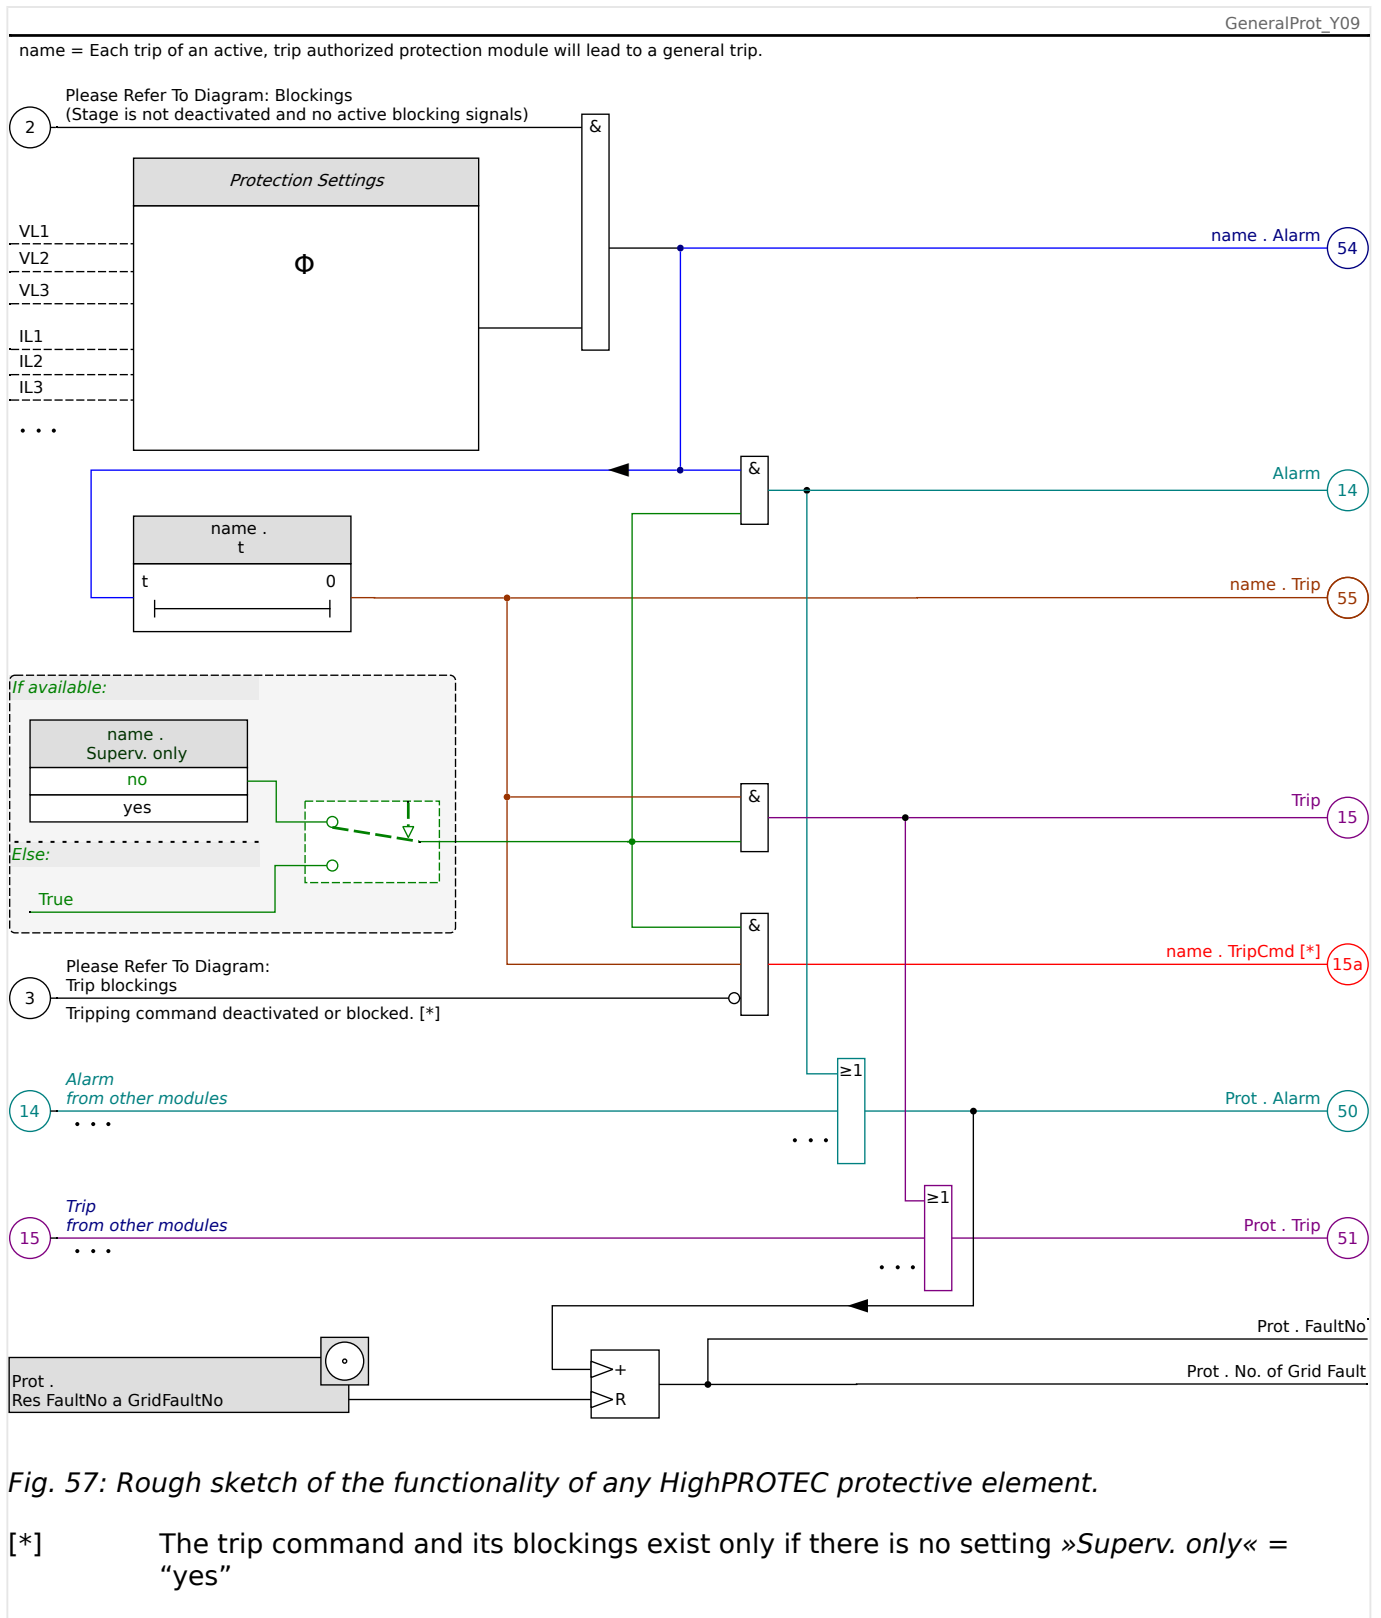 GeneralProt_Y09
name = Each trip of an active, trip authorized protection module will lead to a general trip.
Please Refer To Diagram: Blockings
(Stage is not deactivated and no active blocking signals)
2
&
Protection Settings
VL1
VL2
VL3
IL1
IL2
IL3
. . .
Φ
name . Alarm
54
&
Alarm
14
name .
t
t 0
name . Trip
55
If available:
name .
Superv. only
no
yes
Else:
True
&
Trip
15
&
name . TripCmd [*]
15a
Please Refer To Diagram:
Trip blockings
3
Tripping command deactivated or blocked. [*]
≥1
Alarm
from other modules
14
. . .
. . .
Prot . Alarm
50
≥1
Trip
from other modules
15
. . .
. . .
Prot . Trip
51
Prot .
Res FaultNo a GridFaultNo
+
R
Prot . FaultNo
Prot . No. of Grid Fault
Fig. 57: Rough sketch of the functionality of any HighPROTEC protective element.
[*] The trip command and its blockings exist only if there is no setting »Superv. only« =
“yes”